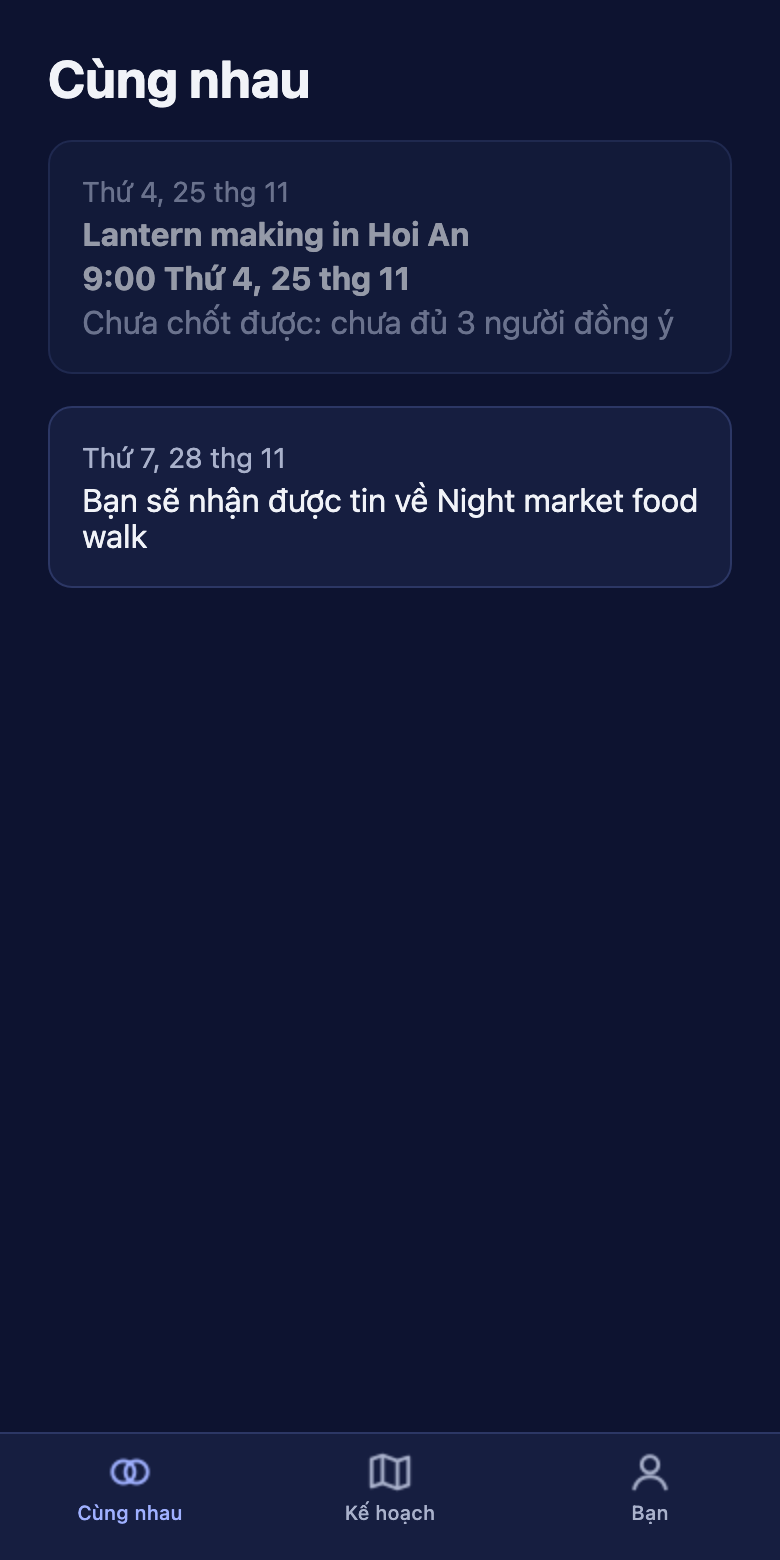 Cùng nhau
Thứ 4, 25 thg 11
Lantern making in Hoi An
9:00 Thứ 4, 25 thg 11
Chưa chốt được: chưa đủ 3 người đồng ý
Thứ 7, 28 thg 11
Bạn sẽ nhận được tin về Night market food
walk
Cùng nhau
Kế hoạch
Bạn